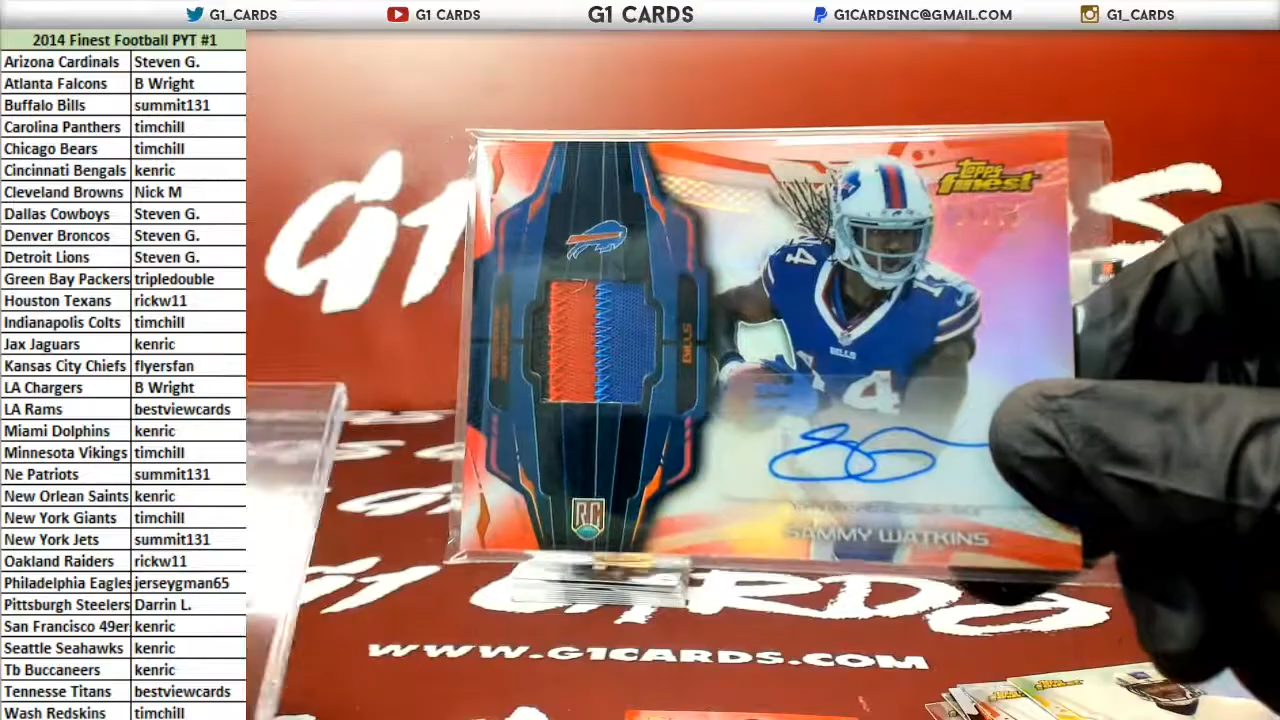 G1_CARDS
G1 CARDS
G1 CARDS
G1CARDSINC@GMAIL.COM
G1_CARDS
2014 Finest Football PYT #1
Arizona Cardinals Steven G.
Atlanta Falcons B Wright
Buffalo Bills summit131
Carolina Panthers timchill
Chicago Bears timchill
Cincinnati Bengals kenric
Cleveland Browns Nick M
Dallas Cowboys Steven G.
Denver Broncos Steven G.
Detroit Lions Steven G.
Green Bay Packers tripledouble
Houston Texans rickw11
Indianapolis Colts timchill
Jax Jaguars kenric
Kansas City Chiefs flyersfan
LA Chargers B Wright
LA Rams bestviewcards
Miami Dolphins kenric
Minnesota Vikings timchill
Ne Patriots summit131
New Orlean Saints kenric
New York Giants timchill
New York Jets summit131
Oakland Raiders rickw11
Philadelphia Eagles jerseygman65
Pittsburgh Steelers Darrin L.
San Francisco 49er kenric
Seattle Seahawks kenric
Tb Buccaneers kenric
Tennesse Titans bestviewcards
Wash Redskins timchill
Topps
finest
BILLS
BILLS
14
RC
SAMMY WATKINS
G1 CARDS
WWW.G1CARDS.COM